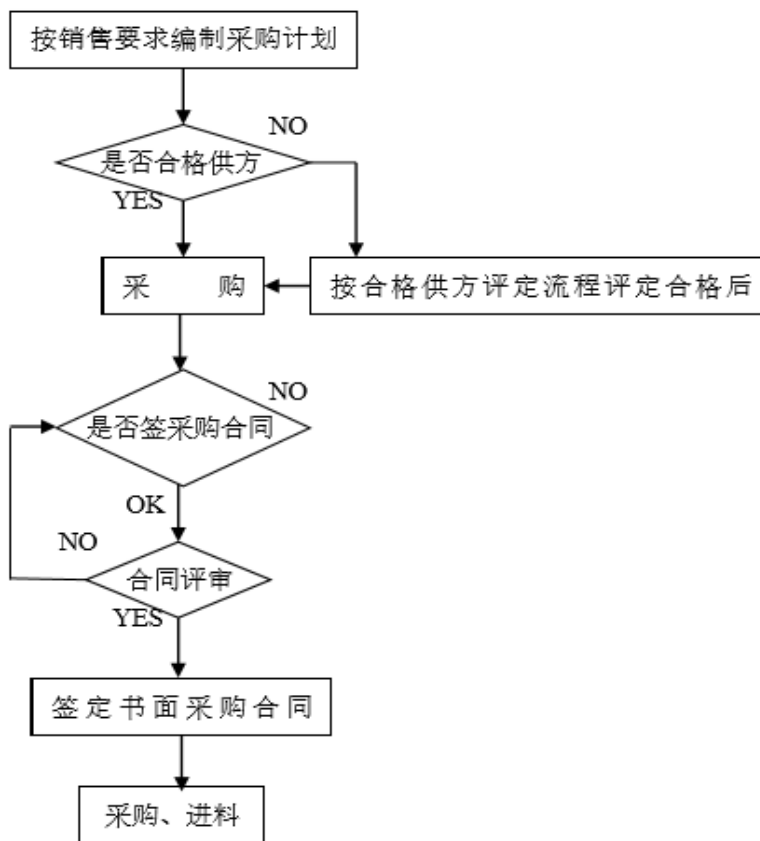 按销售要求编制采购计划
NO
是否合格供方
YES
采 购
按合格供方评定流程评定合格后
NO
是否签采购合同
OK
NO
合同评审
YES
签定书面采购合同
采购、进料